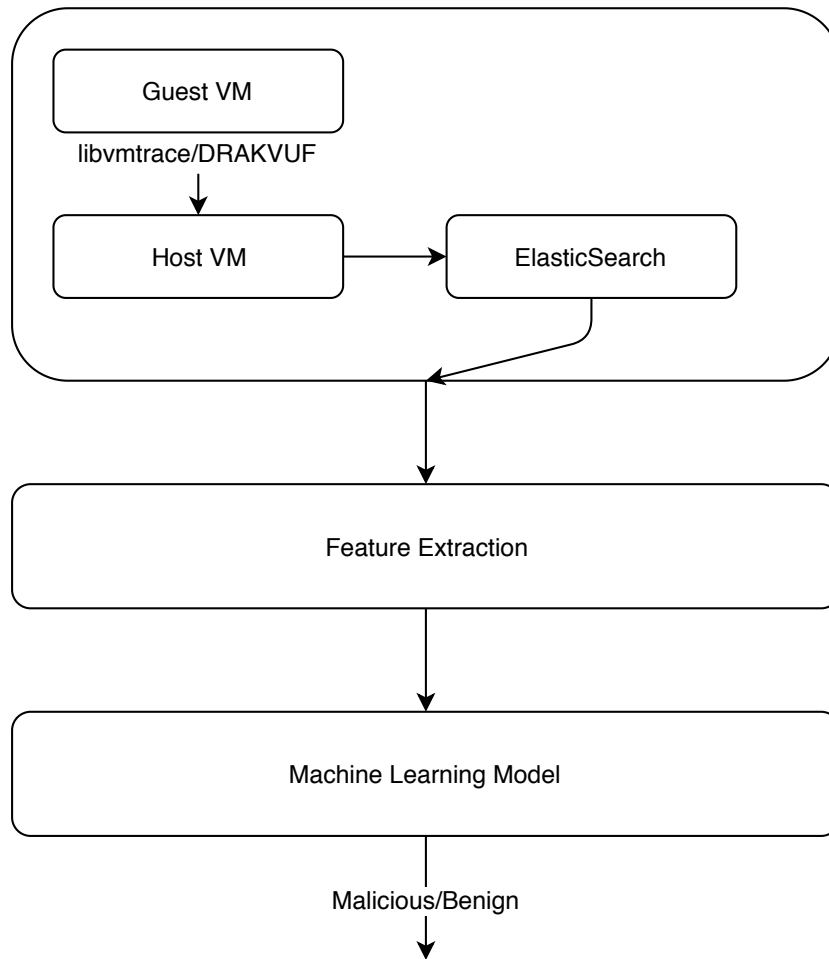 Guest VM
libvmtrace/DRAKVUF
Host VM
ElasticSearch
Feature Extraction
Machine Learning Model
Malicious/Benign